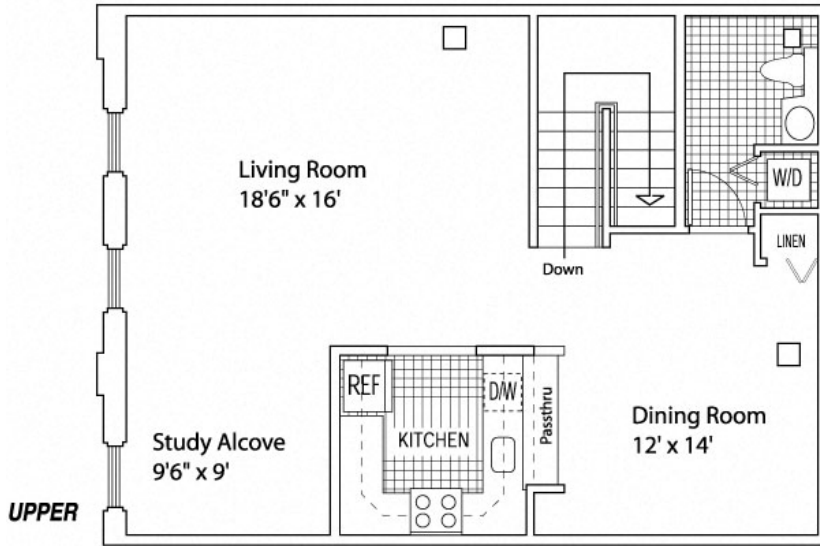 Living Room
18'6" x 16'
Down
W/D
LINEN
REF
D/W
KITCHEN
Passthru
Study Alcove
9'6" x 9'
Dining Room
12' x 14'
UPPER